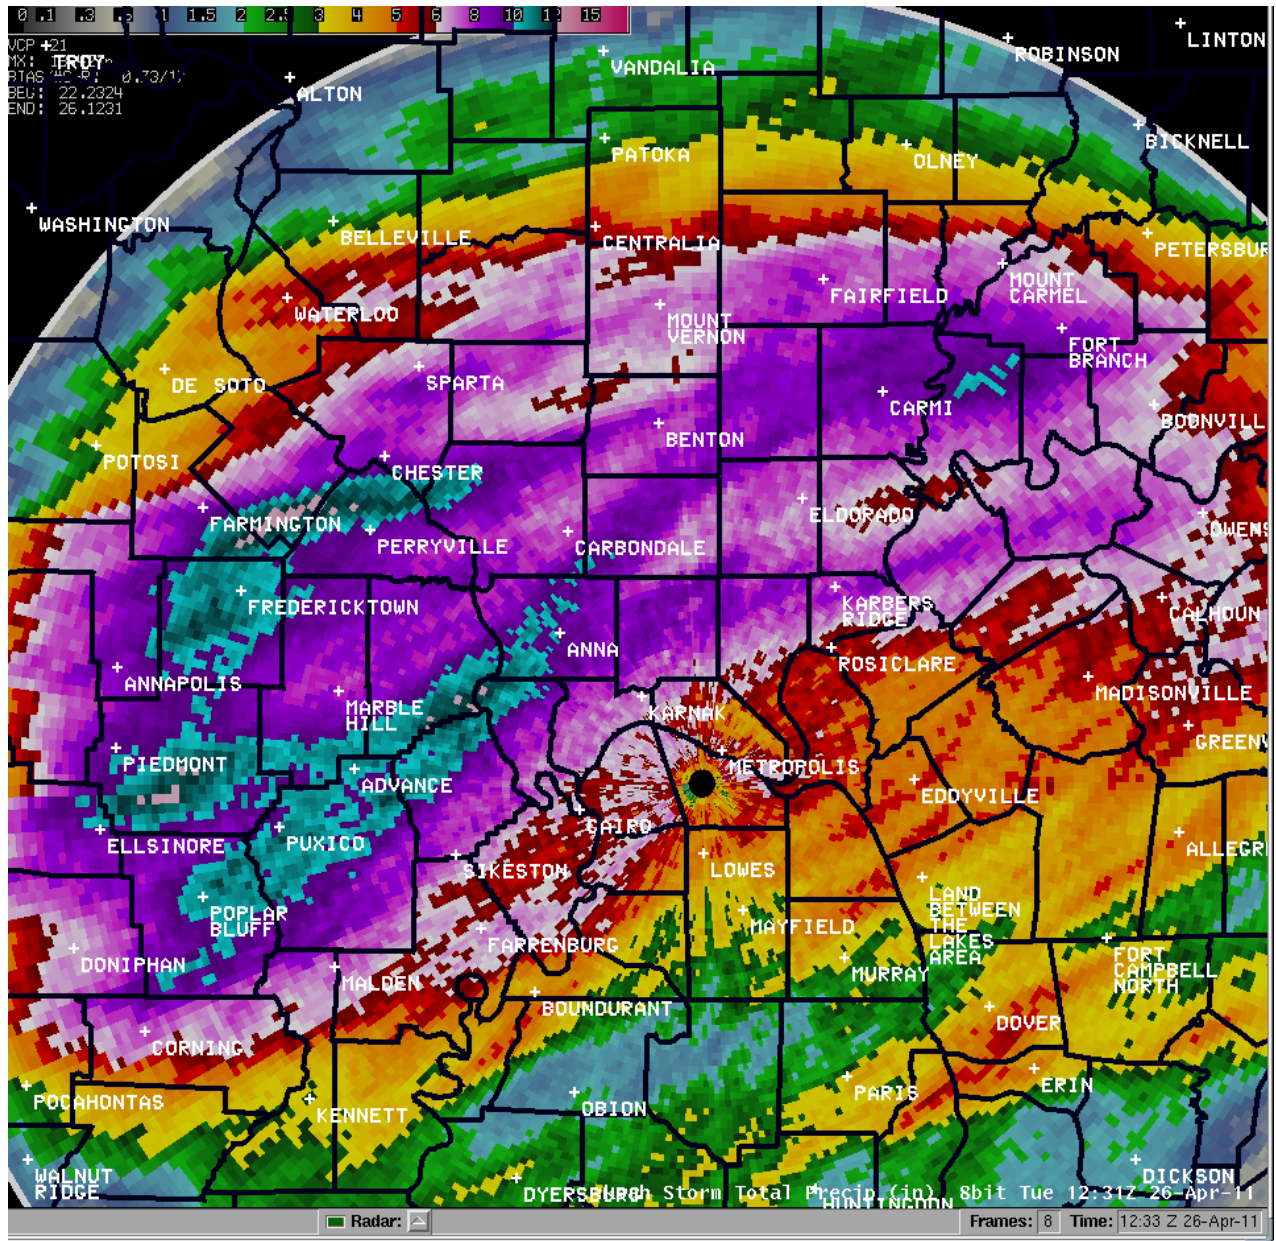 0 .1 .3 .6 1 1.5 2 2.5 3 4 5 6 8 10 12 15
VCP 21
TROY
BEG: 22.2324
END: 26.1231
LINTON
ROBINSON
VANDALIA
ALTON
BICKNELL
PATOKA
OLNEY
WASHINGTON
BELLEVILLE
CENTRALIA
PETERSBUR
MOUNT
CARMEL
FAIRFIELD
WATERLOO
MOUNT
VERNON
FORT
BRANCH
DE SOTO
SPARTA
CARMI
BOONVILL
BENTON
POTOSI
CHESTER
FARMINGTON
ELDORADO
OWENS
PERRYVILLE
CARBONDALE
FREDERICKTOWN
KARBERS
RIDGE
CALHOUN
ANNA
ROSICLARE
ANNAPOLIS
MADISONVILLE
MARBLE
HILL
KARNAK
GREENV
PIEDMONT
METROPOLIS
ADVANCE
EDDYVILLE
CAIRO
ELLSINORE
PUXICO
ALLEGR
SIKESTON
LOWES
LAND
BETWEEN
THE
LAKES
AREA
POPLAR
BLUFF
MAYFIELD
FARRENBURG
FORT
CAMPBELL
NORTH
DONIPHAN
MURRAY
MALDEN
BOUNDURANT
DOVER
CORNING
ERIN
PARIS
POCAHONTAS
OBION
KENNETT
WALNUT
RIDGE
DICKSON
DYERSBURG
HUNTINGDON
Storm Total Precip (in) 8bit Tue 12:31Z 26-Apr-11
Radar:
Frames: 8 Time: 12:33 Z 26-Apr-11